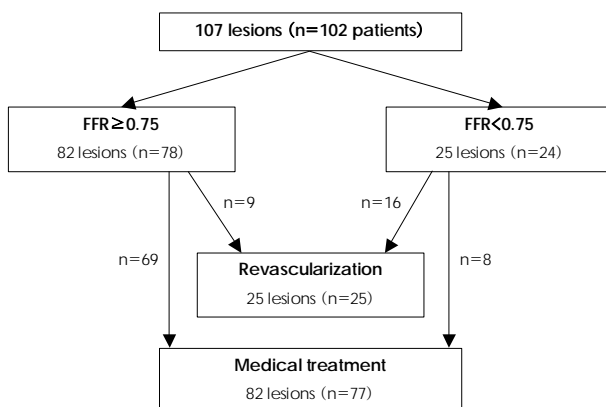 107 lesions (n=102 patients)
FFR≥0.75
82 lesions (n=78)
FFR<0.75
25 lesions (n=24)
n=9
n=16
n=69
n=8
Revascularization
25 lesions (n=25)
Medical treatment
82 lesions (n=77)